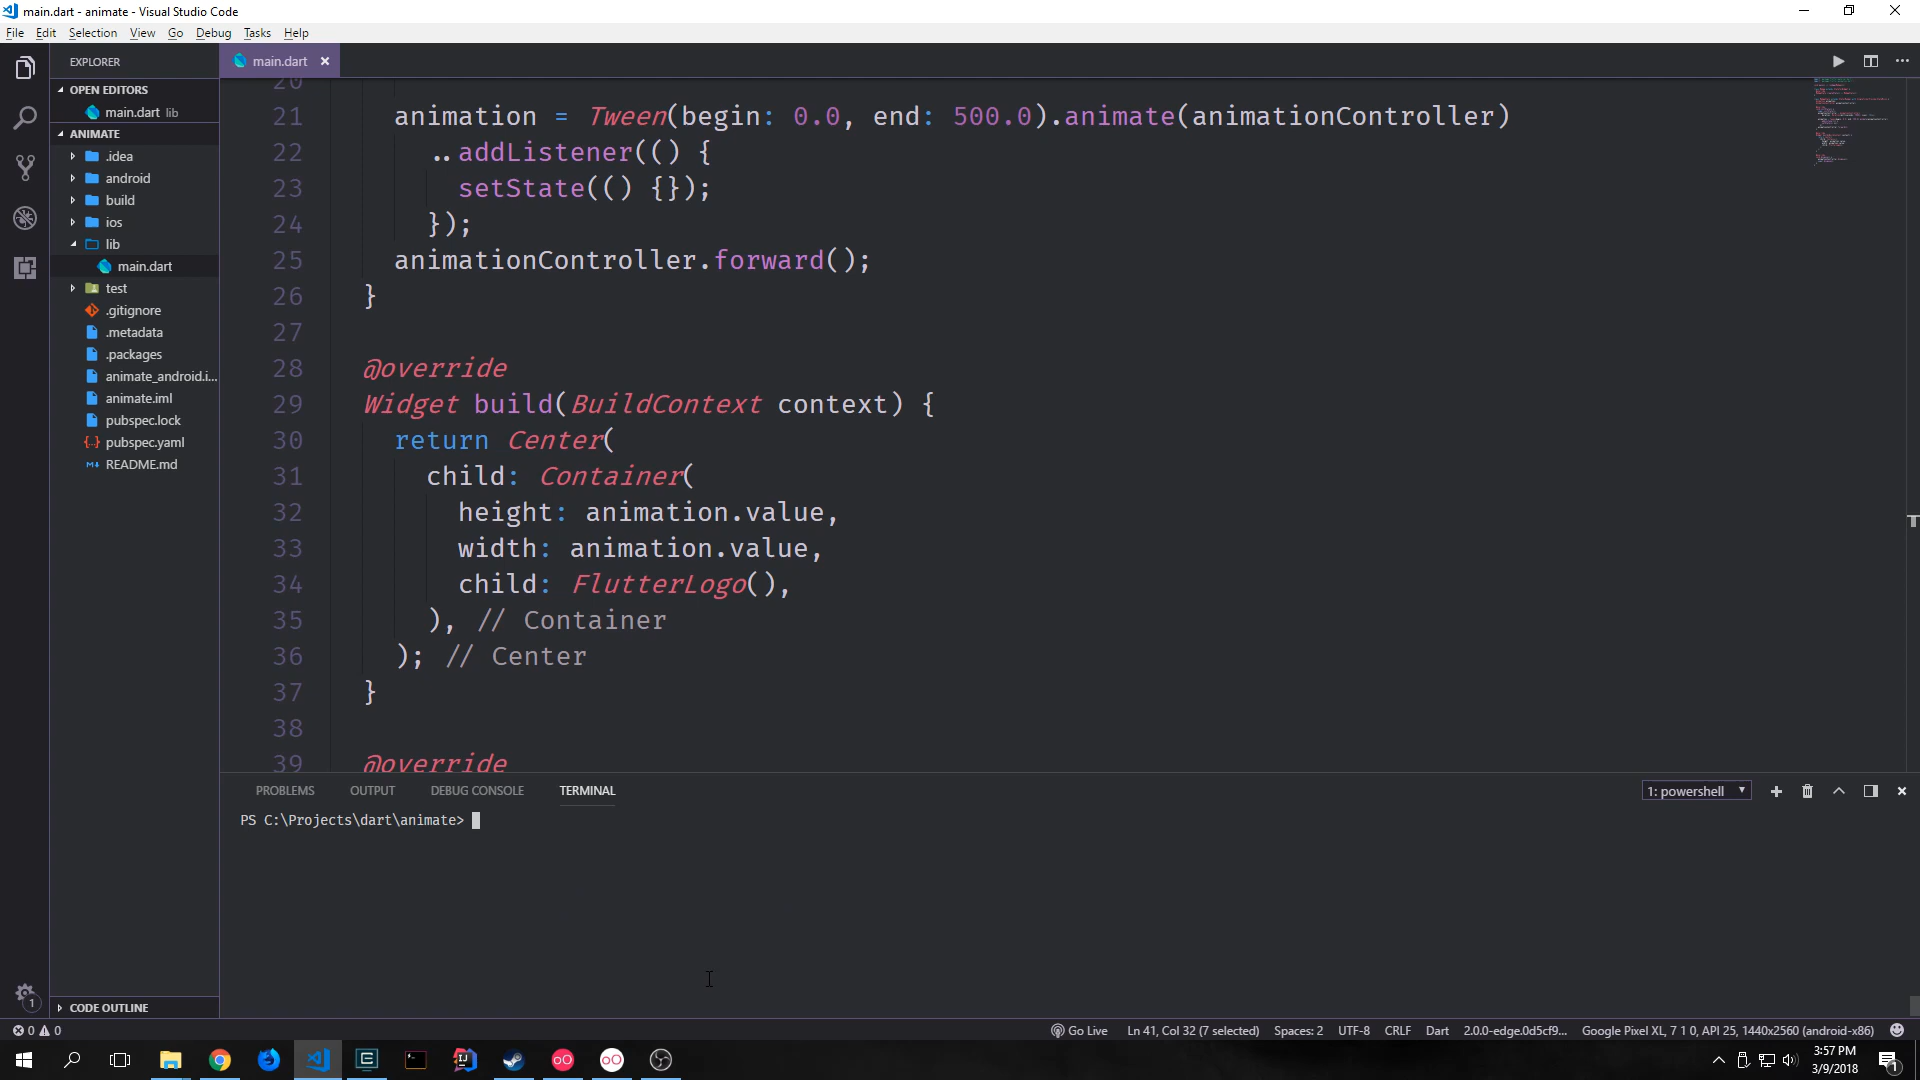 main.dart - animate - Visual Studio Code
File Edit Selection View Go Debug Tasks Help
EXPLORER
OPEN EDITORS
main.dart lib
ANIMATE
.idea
android
build
ios
lib
main.dart
test
.gitignore
.metadata
.packages
animate_android.i...
animate.iml
pubspec.lock
pubspec.yaml
README.md
CODE OUTLINE
main.dart
20
21 animation = Tween(begin: 0.0, end: 500.0).animate(animationController)
22 ..addListener(() {
23 setState(() {});
24 });
25 animationController.forward();
26 }
27
28 @override
29 Widget build(BuildContext context) {
30 return Center(
31 child: Container(
32 height: animation.value,
33 width: animation.value,
34 child: FlutterLogo(),
35 ), // Container
36 ); // Center
37 }
38
39 @override
PROBLEMS OUTPUT DEBUG CONSOLE TERMINAL 1: powershell
PS C:\Projects\dart\animate>
1
0 0 Go Live Ln 41, Col 32 (7 selected) Spaces: 2 UTF-8 CRLF Dart 2.0.0-edge.0d5cf9... Google Pixel XL, 7 1 0, API 25, 1440x2560 (android-x86)
3:57 PM
3/9/2018
1